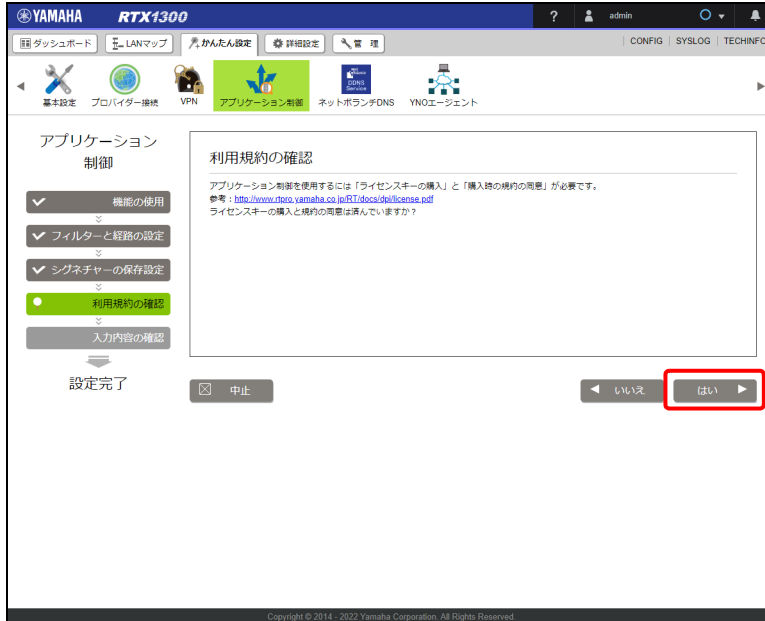 YAMAHA RTX1300 ? admin
ダッシュボード LANマップ かんたん設定 詳細設定 管 理 CONFIG SYSLOG TECHINFO
基本設定 プロバイダー接続 VPN アプリケーション制御 ネットボランチDNS YNOエージェント
DDNS
Service
アプリケーション
制御
機能の使用
フィルターと経路の設定
シグネチャーの保存設定
利用規約の確認
入力内容の確認
設定完了
利用規約の確認
アプリケーション制御を使用するには「ライセンスキーの購入」と「購入時の規約の同意」が必要です。
参考：http://www.rtpro.yamaha.co.jp/RT/docs/dpi/license.pdf
ライセンスキーの購入と規約の同意は済んでいますか？
中止 いいえ はい
Copyright © 2014 - 2022 Yamaha Corporation. All Rights Reserved.